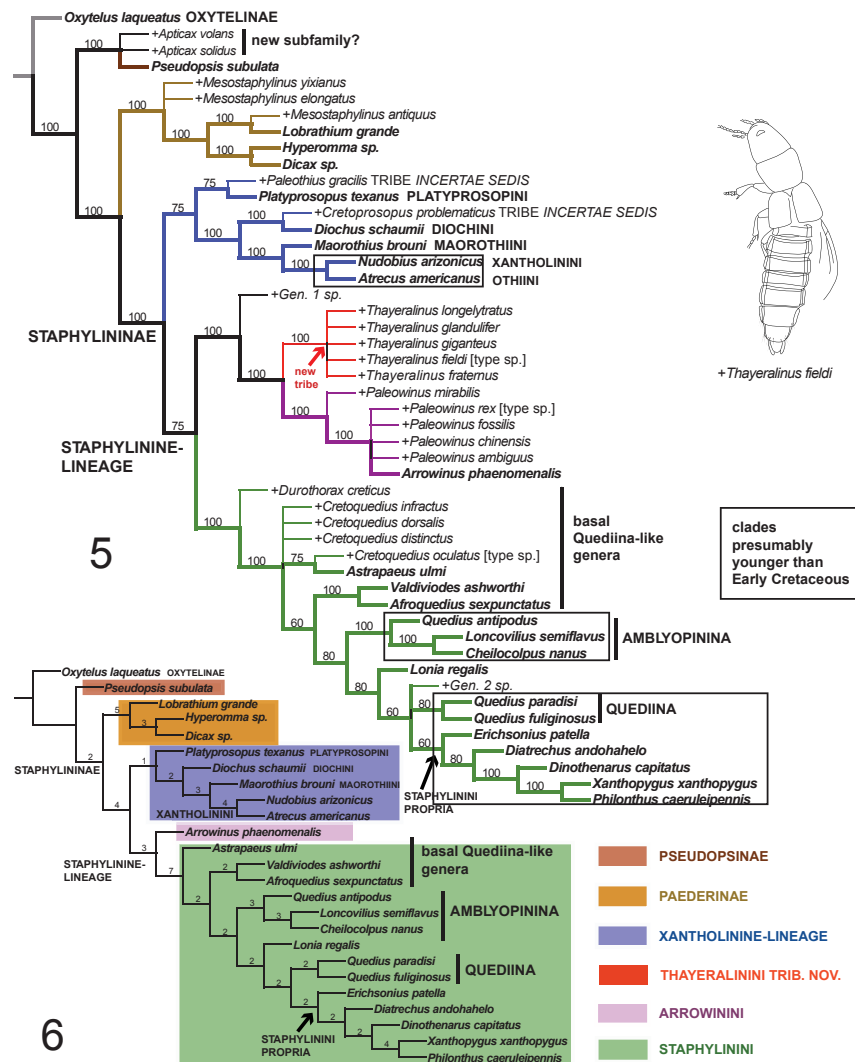 Oxytelus laqueatus OXYTELINAE
100
+Apticax volans
+Apticax solidus
new subfamily?
Pseudopsis subulata
100
+Mesostaphylinus yixianus
+Mesostaphylinus elongatus
100
+Mesostaphylinus antiquus
100
100
Lobrathium grande
100
Hyperomma sp.
Dicax sp.
100
75
+Paleothius gracilis TRIBE INCERTAE SEDIS
Platyprosopus texanus PLATYPROSOPINI
75
+Cretoprosopus problematicus TRIBE INCERTAE SEDIS
100
Diochus schaumii DIOCHINI
100
Maorothius brouni MAOROTHIINI
100
Nudobius arizonicus XANTHOLININI
Atrecus americanus OTHIINI
100
STAPHYLININAE
+Gen. 1 sp.
100
+Thayeralinus longelytratus
+Thayeralinus glandulifer
100
+Thayeralinus giganteus
+Thayeralinus fieldi [type sp.]
+Thayeralinus fraternus
new
tribe
100
+Paleowinus mirabilis
100
+Paleowinus rex [type sp.]
+Paleowinus fossilis
100
+Paleowinus chinensis
+Paleowinus ambiguus
Arrowinus phaenomenalis
75
STAPHYLININE-
LINEAGE
+Thayeralinus fieldi
+Durothorax creticus
100
+Cretoquedius infractus
+Cretoquedius dorsalis
+Cretoquedius distinctus
100
75
+Cretoquedius oculatus [type sp.]
Astrapaeus ulmi
basal
Quediina-like
genera
100
Valdiviodes ashworthi
Afroquedius sexpunctatus
60
100
Quedius antipodus
100
Loncovilius semiflavus
Cheilocolpus nanus
AMBLYOPININA
80
Lonia regalis
80
+Gen. 2 sp.
60
80
Quedius paradisi
Quedius fuliginosus
QUEDIINA
60
Erichsonius patella
80
Diatrechus andohahelo
100
Dinothenarus capitatus
100
Xanthopygus xanthopygus
Philonthus caeruleipennis
STAPHYLININI
PROPRIA
clades
presumably
younger than
Early Cretaceous
5
Oxytelus laqueatus OXYTELINAE
Pseudopsis subulata
5
Lobrathium grande
3
Hyperomma sp.
Dicax sp.
2
STAPHYLININAE
1
Platyprosopus texanus PLATYPROSOPINI
2
Diochus schaumii DIOCHINI
3
Maorothius brouni MAOROTHIINI
4
Nudobius arizonicus
Atrecus americanus
XANTHOLININI
4
3
Arrowinus phaenomenalis
STAPHYLININE-
LINEAGE
7
Astrapaeus ulmi
2
Valdiviodes ashworthi
Afroquedius sexpunctatus
basal Quediina-like
genera
2
3
Quedius antipodus
3
Loncovilius semiflavus
Cheilocolpus nanus
AMBLYOPININA
2
Lonia regalis
2
2
Quedius paradisi
Quedius fuliginosus
QUEDIINA
2
Erichsonius patella
2
Diatrechus andohahelo
2
Dinothenarus capitatus
4
Xanthopygus xanthopygus
Philonthus caeruleipennis
STAPHYLININI
PROPRIA
6
PSEUDOPSINAE
PAEDERINAE
XANTHOLININE-LINEAGE
THAYERALININI TRIB. NOV.
ARROWININI
STAPHYLININI